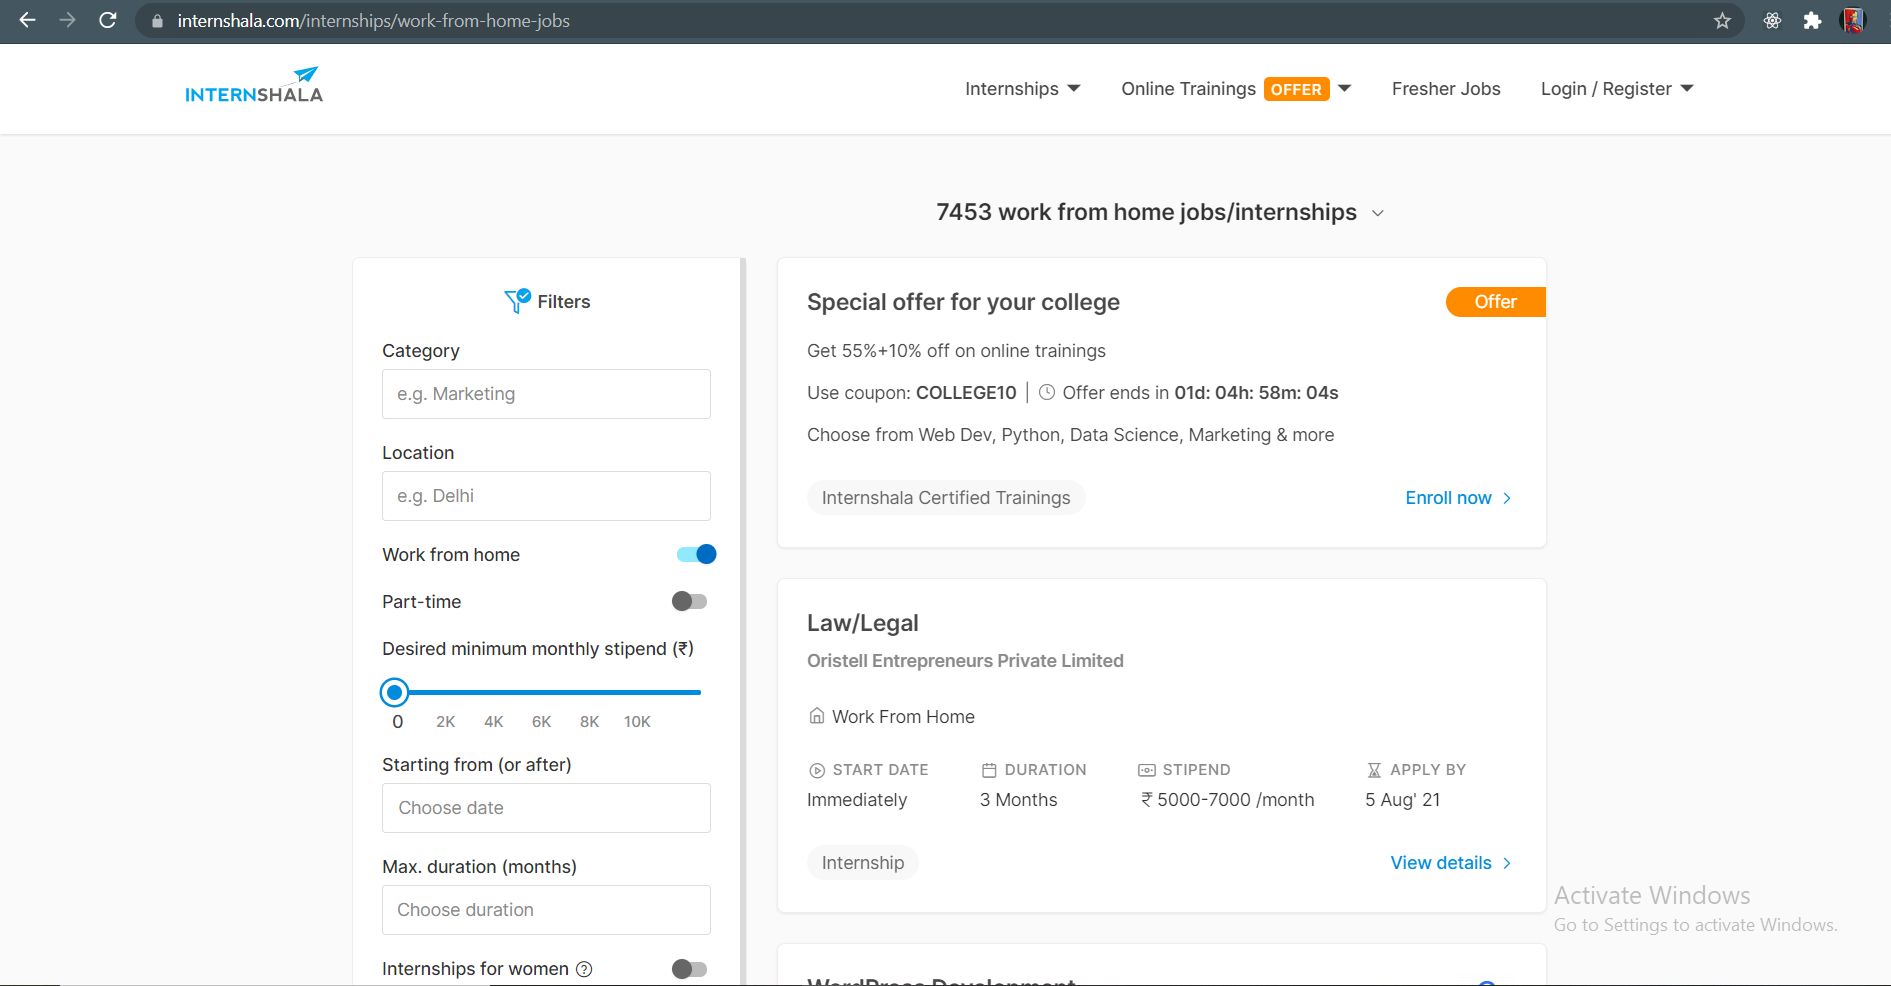 internshala.com/internships/work-from-home-jobs
INTERNSHALA
Internships
Online Trainings OFFER
Fresher Jobs
Login / Register
7453 work from home jobs/internships
Filters
Category
e.g. Marketing
Location
e.g. Delhi
Work from home
Part-time
Desired minimum monthly stipend (₹)
0 2K 4K 6K 8K 10K
Starting from (or after)
Choose date
Max. duration (months)
Choose duration
Internships for women ?
Special offer for your college
Offer
Get 55%+10% off on online trainings
Use coupon: COLLEGE10 | Offer ends in 01d: 04h: 58m: 04s
Choose from Web Dev, Python, Data Science, Marketing & more
Internshala Certified Trainings
Enroll now
Law/Legal
Oristell Entrepreneurs Private Limited
Work From Home
START DATE DURATION STIPEND APPLY BY
Immediately 3 Months ₹ 5000-7000 /month 5 Aug' 21
Internship
View details
WordPress Development
Activate Windows
Go to Settings to activate Windows.